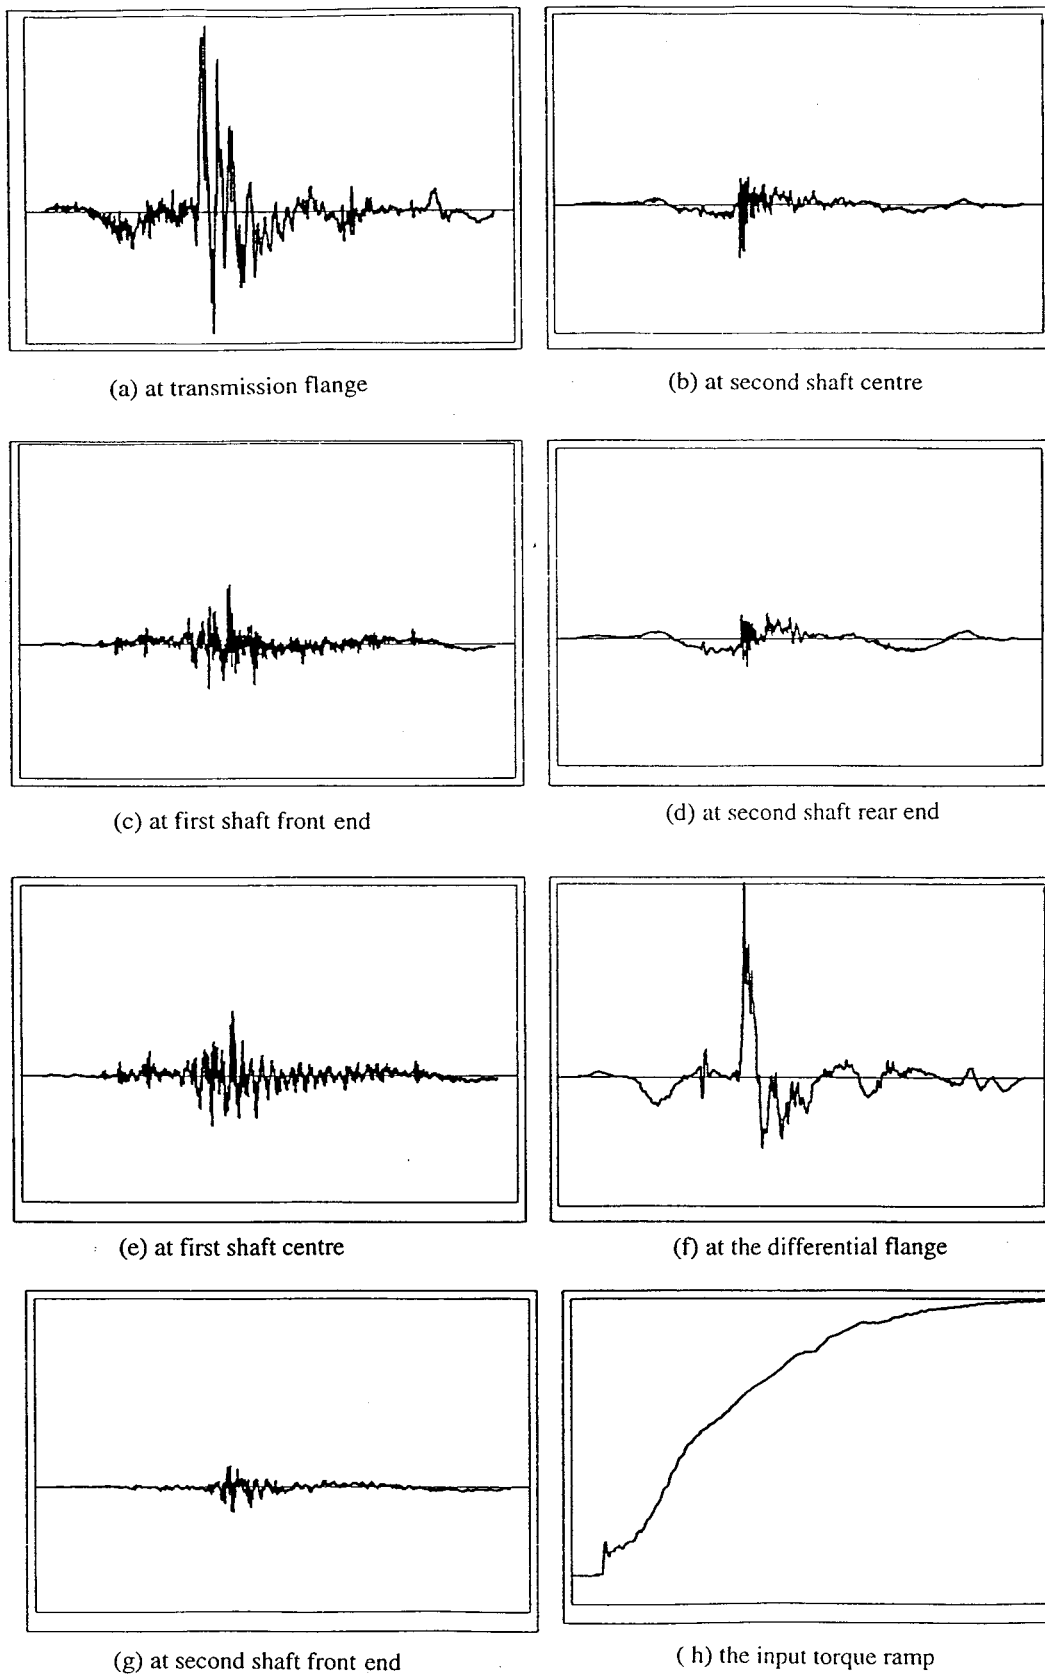 (a) at transmission flange
(b) at second shaft centre
(c) at first shaft front end
(d) at second shaft rear end
(e) at first shaft centre
(f) at the differential flange
(g) at second shaft front end
( h) the input torque ramp